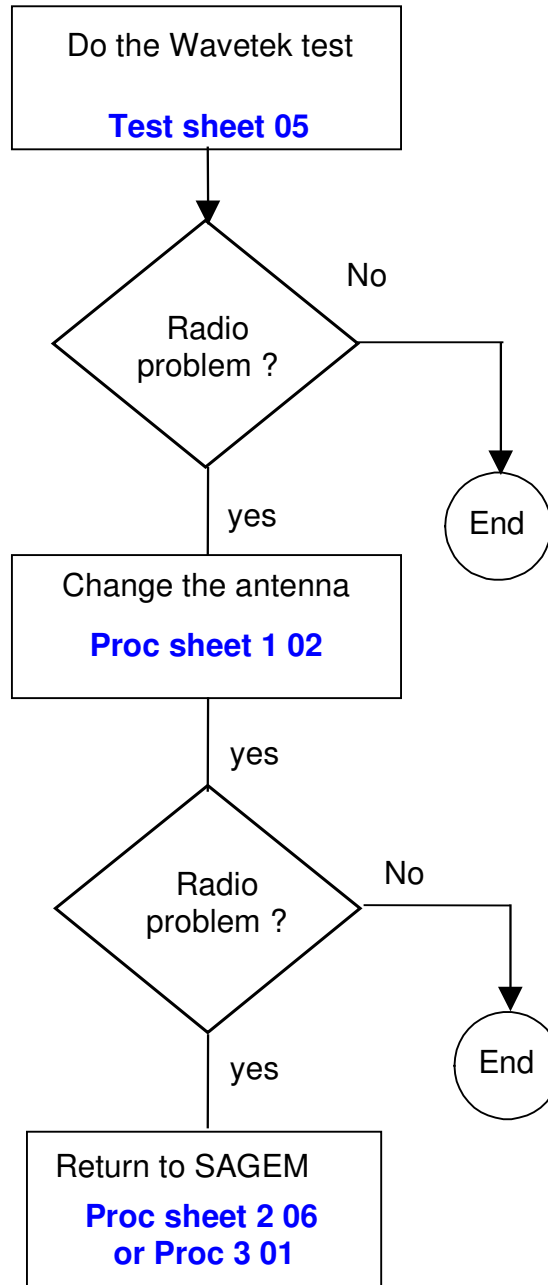 Do the Wavetek test
Test sheet 05
No
Radio
problem ?
End
yes
Change the antenna
Proc sheet 1 02
yes
No
Radio
problem ?
End
yes
Return to SAGEM
Proc sheet 2 06
or Proc 3 01